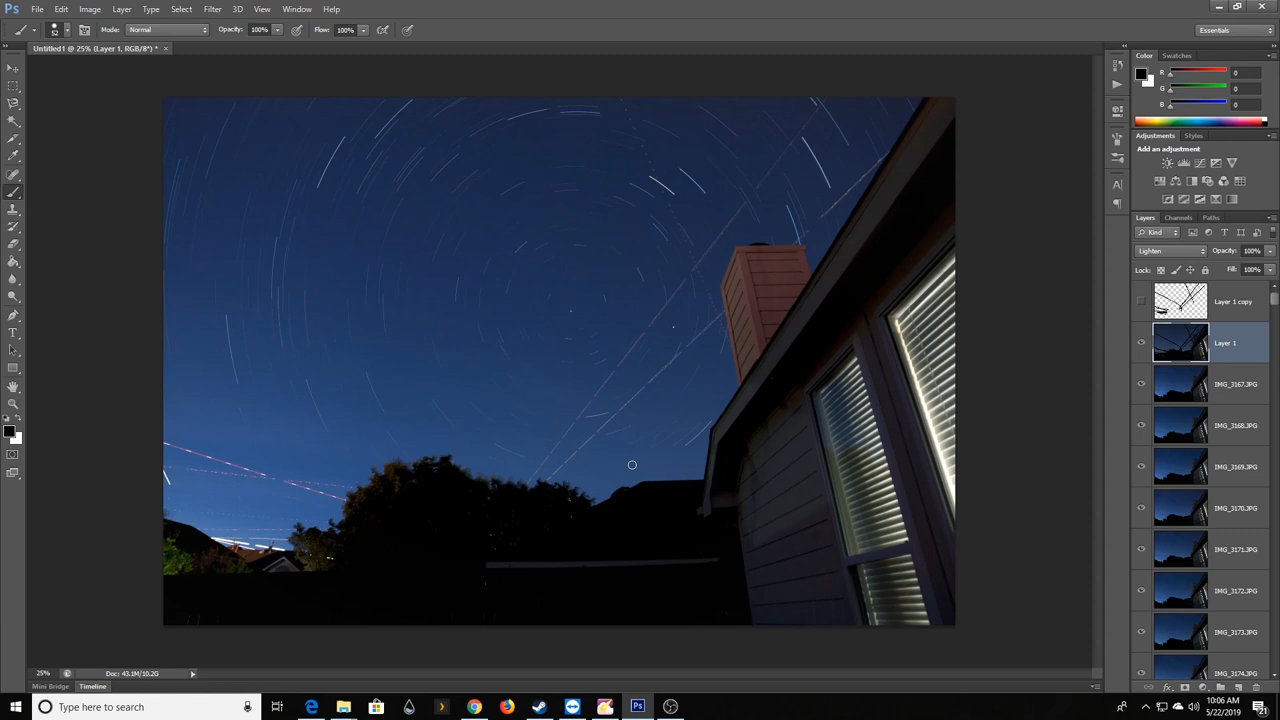 Ps File Edit Image Layer Type Select Filter 3D View Window Help
52 Mode: Normal Opacity: 100% Flow: 100% Essentials
Untitled1 @ 25% (Layer 1, RGB/8*) * ×
Color Swatches
R 0
G 0
B 0
Adjustments Styles
Add an adjustment
Layers Channels Paths
Kind
Lighten Opacity: 100%
Lock: Fill: 100%
Layer 1 copy
Layer 1
IMG_3167.JPG
IMG_3168.JPG
IMG_3169.JPG
IMG_3170.JPG
IMG_3171.JPG
IMG_3172.JPG
IMG_3173.JPG
IMG_3174.JPG
25% Doc: 43.1M/10.2G
Mini Bridge Timeline
Type here to search
10:06 AM
5/22/2019
21